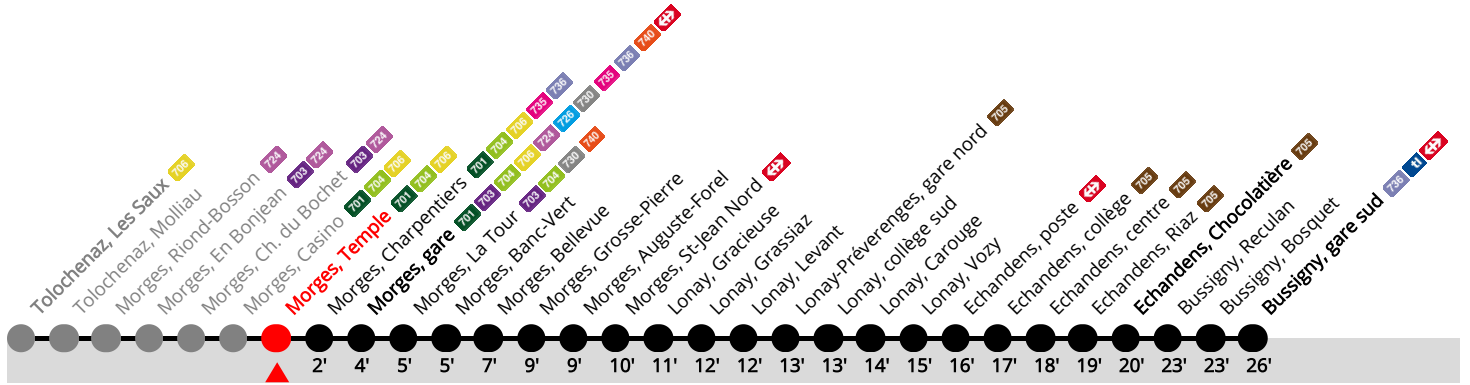 Tolochenaz, Les Saux 706
Tolochenaz, Molliau
Morges, Riond-Bosson 724
Morges, En Bonjean 703 724
Morges, Ch. du Bochet 703 724
Morges, Casino 701 704 706
Morges, Temple 701 704 706
Morges, Charpentiers 701 704 706 735 736
Morges, gare 701 703 704 706 724 726 730 735 736 740
Morges, La Tour 703 704 730 740
Morges, Banc-Vert
Morges, Bellevue
Morges, Grosse-Pierre
Morges, Auguste-Forel
Morges, St-Jean Nord
Lonay, Gracieuse
Lonay, Grassiaz
Lonay, Levant
Lonay-Préverenges, gare nord 705
Lonay, collège sud
Lonay, Carouge
Lonay, Vozy
Echandens, poste
Echandens, collège 705
Echandens, centre 705
Echandens, Riaz 705
Echandens, Chocolatière 705
Bussigny, Reculan
Bussigny, Bosquet
Bussigny, gare sud 736 tl
2' 4' 5' 5' 7' 9' 9' 10' 11' 12' 12' 13' 13' 14' 15' 16' 17' 18' 19' 20' 23' 23' 26'